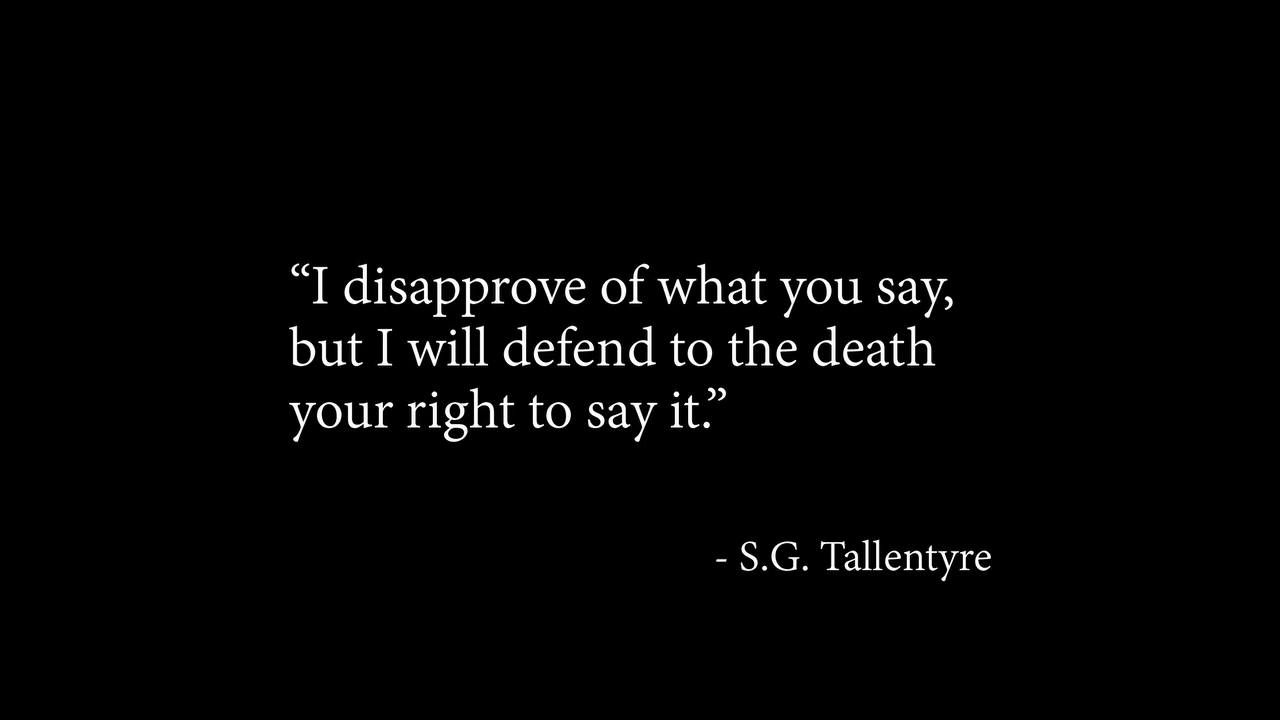 “I disapprove of what you say,
but I will defend to the death
your right to say it.”
- S.G. Tallentyre